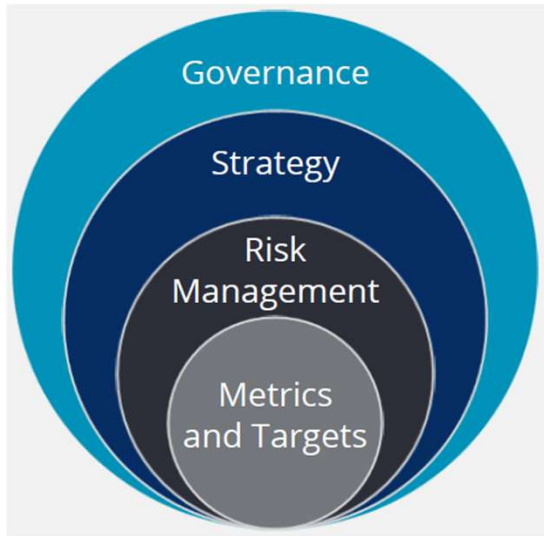 Governance
Strategy
Risk
Management
Metrics
and Targets